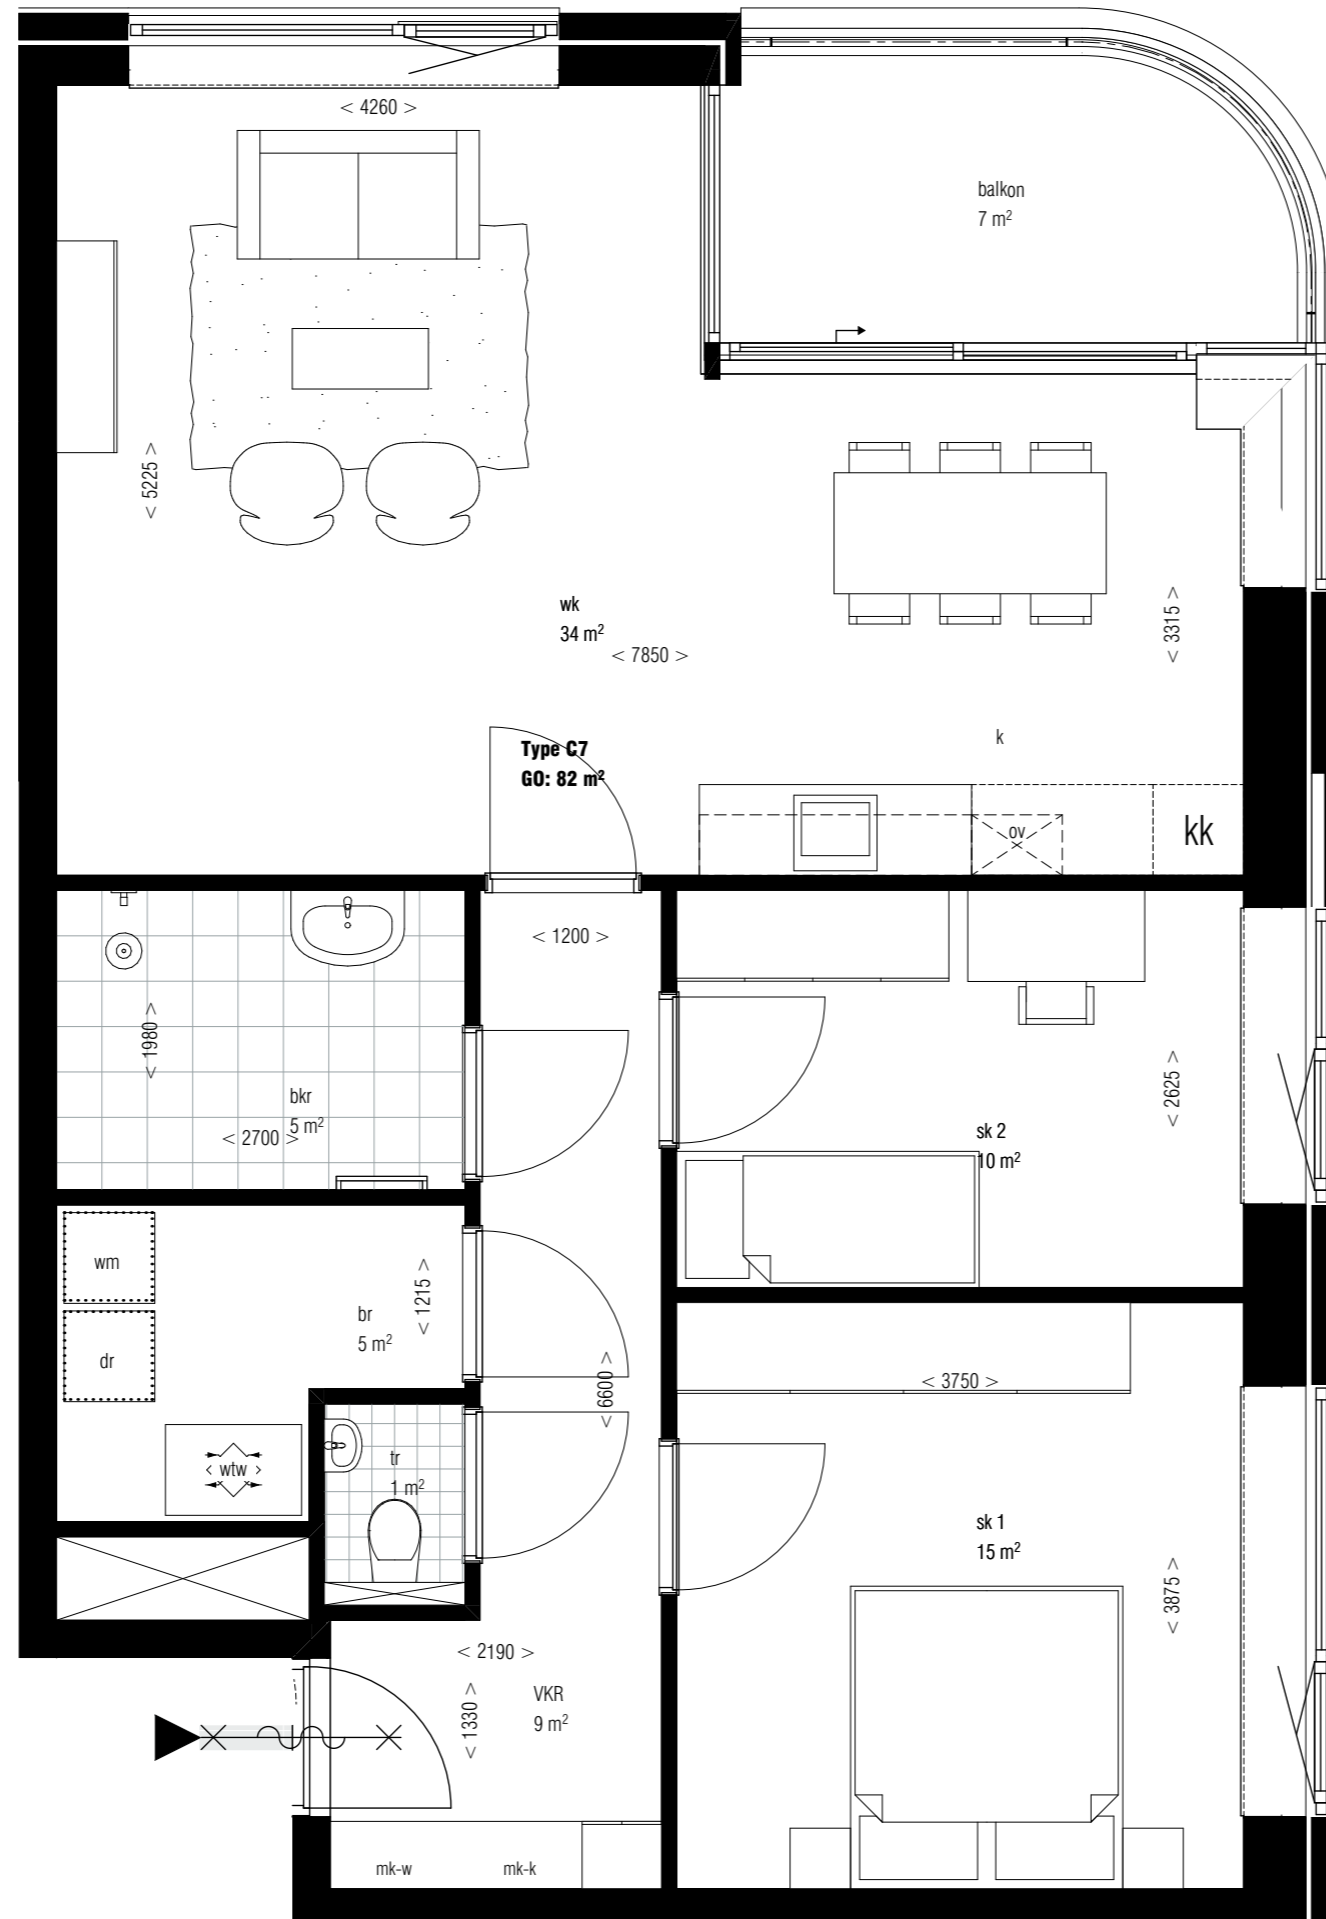 < 4260 >
balkon
7 m²
< 5225 >
wk
34 m²
< 7850 >
< 3315 >
k
Type C7
GO: 82 m²
ov
kk
< 1200 >
< 1980 >
bkr
5 m²
< 2700 >
< 2625 >
sk 2
10 m²
wm
br
5 m²
< 1215 >
dr
< 6600 >
< 3750 >
< wtw >
tr
1 m²
sk 1
15 m²
< 3875 >
< 2190 >
< 1330 >
VKR
9 m²
mk-w
mk-k